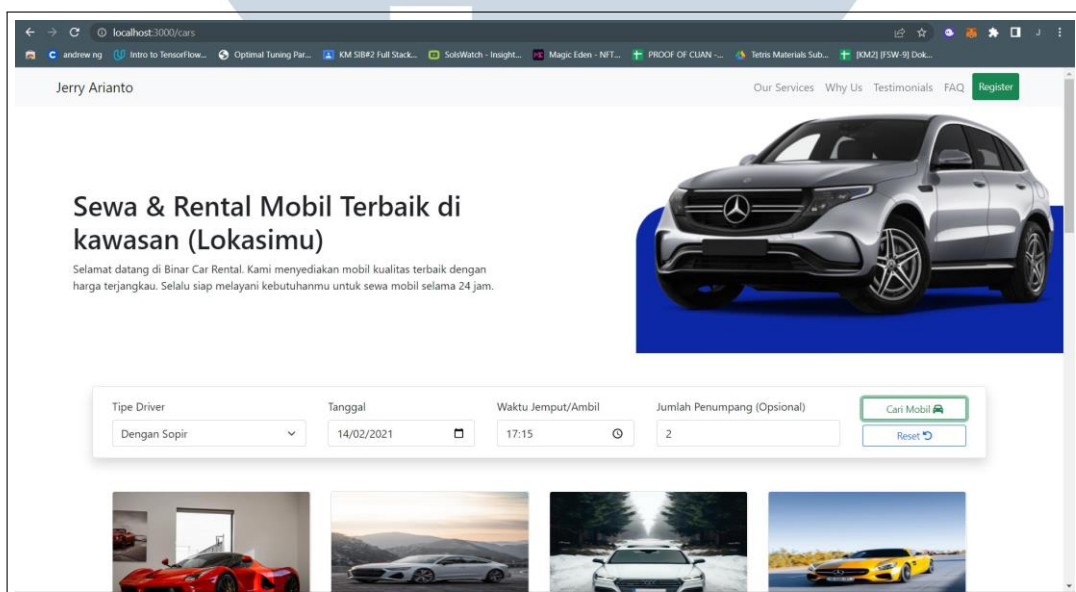 localhost:3000/cars
andrew ng Intro to TensorFlow... Optimal Tuning Par... KM SIB#2 Full Stack... SolsWatch - Insight... Magic Eden - NFT... PROOF OF CUAN -... Tetris Materials Sub... [KM2] [FSW-9] Dok...
Jerry Arianto Our Services Why Us Testimonials FAQ Register
Sewa & Rental Mobil Terbaik di
kawasan (Lokasimu)
Selamat datang di Binar Car Rental. Kami menyediakan mobil kualitas terbaik dengan
harga terjangkau. Selalu siap melayani kebutuhanmu untuk sewa mobil selama 24 jam.
Tipe Driver Tanggal Waktu Jemput/Ambil Jumlah Penumpang (Opsional) Cari Mobil
Dengan Sopir 14/02/2021 17:15 2 Reset